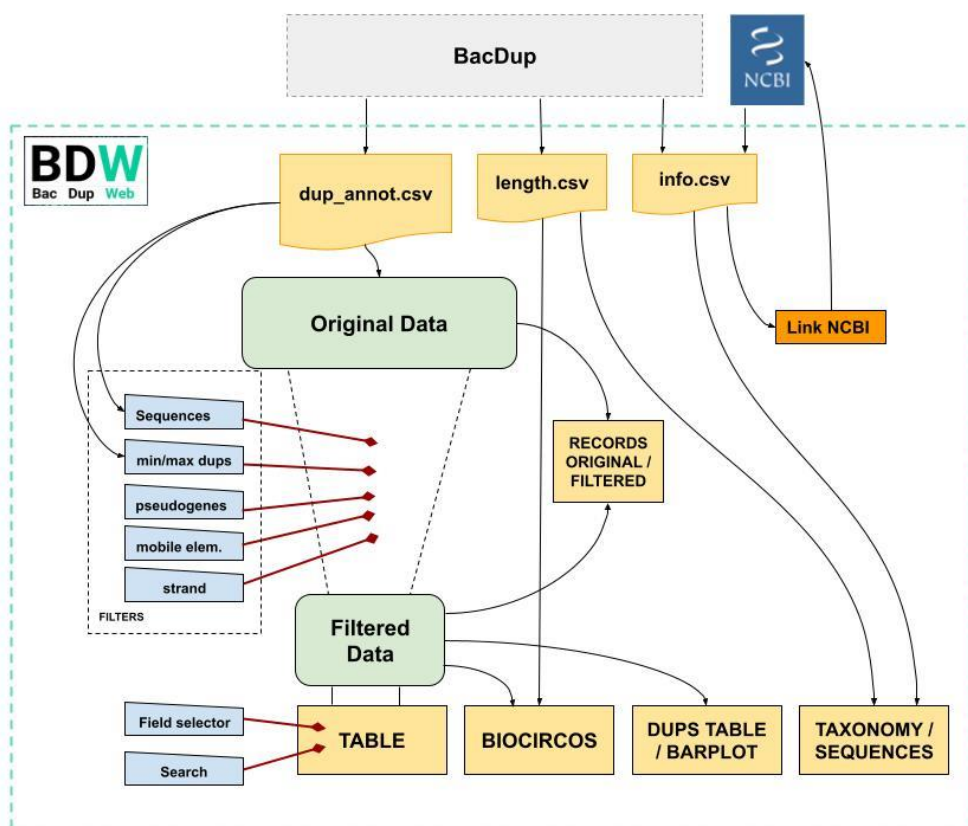 BacDup
NCBI
BDW
Bac Dup Web
dup_annot.csv
length.csv
info.csv
Original Data
Link NCBI
Sequences
min/max dups
pseudogenes
mobile elem.
strand
FILTERS
RECORDS
ORIGINAL /
FILTERED
Filtered
Data
Field selector
Search
TABLE
BIOCIRCOS
DUPS TABLE
/ BARPLOT
TAXONOMY /
SEQUENCES